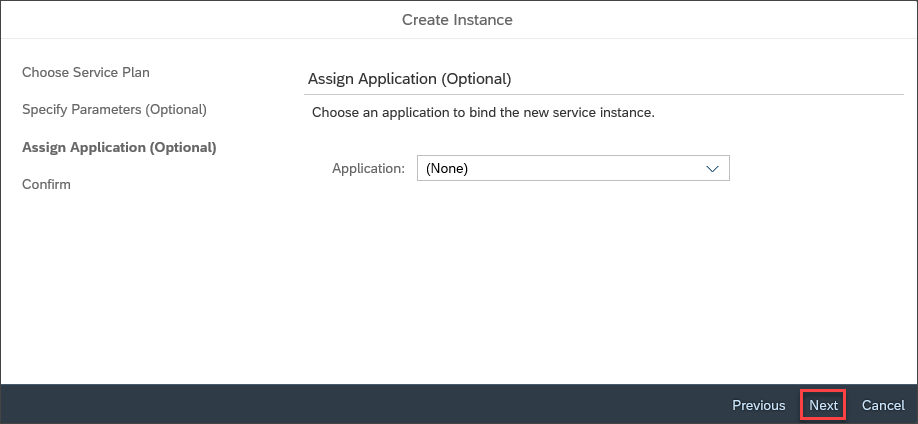 Create Instance
Choose Service Plan
Specify Parameters (Optional)
Assign Application (Optional)
Confirm
Assign Application (Optional)
Choose an application to bind the new service instance.
Application: (None)
Previous Next Cancel